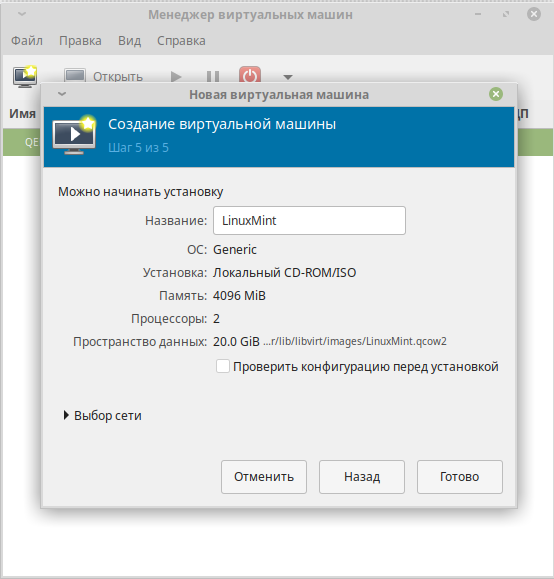 Менеджер виртуальных машин
Файл Правка Вид Справка
Открыть
Имя ЦП
QE
Новая виртуальная машина
Создание виртуальной машины
Шаг 5 из 5
Можно начинать установку
Название: LinuxMint
ОС: Generic
Установка: Локальный CD-ROM/ISO
Память: 4096 MiB
Процессоры: 2
Пространство данных: 20.0 GiB ...r/lib/libvirt/images/LinuxMint.qcow2
Проверить конфигурацию перед установкой
Выбор сети
Отменить Назад Готово